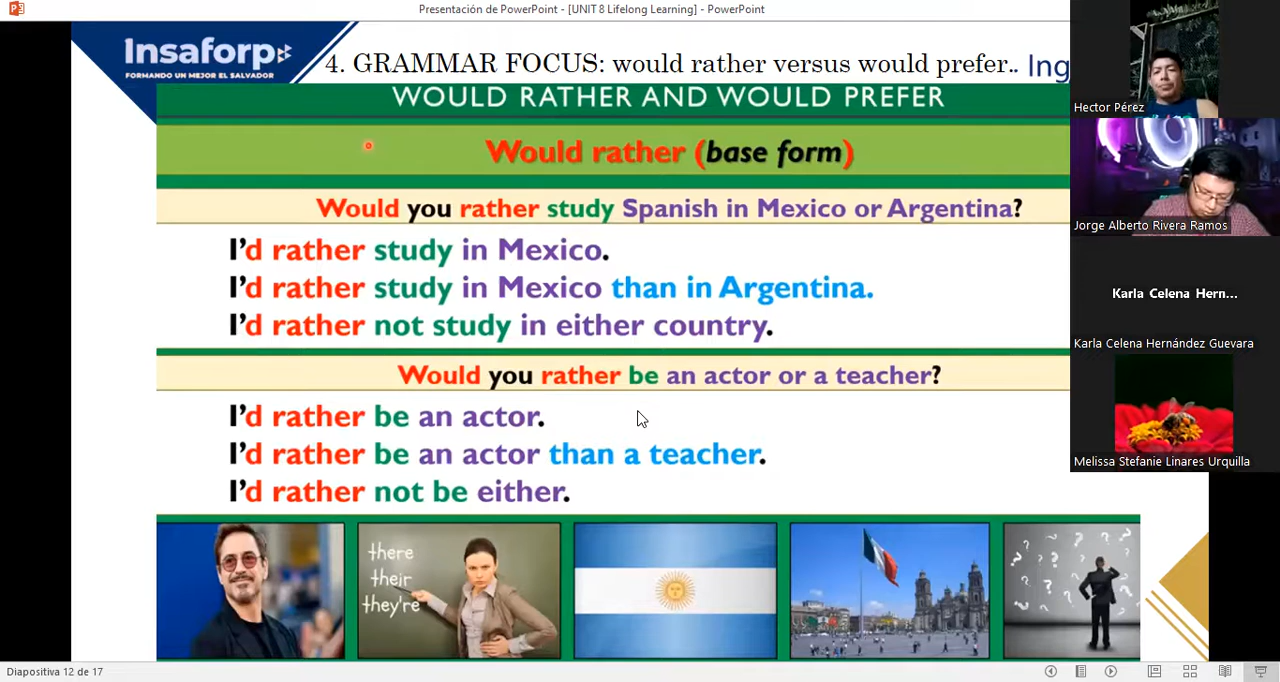 Presentación de PowerPoint - [UNIT 8 Lifelong Learning] - PowerPoint
Insaforp
FORMANDO UN MEJOR EL SALVADOR
4. GRAMMAR FOCUS: would rather versus would prefer.. Ing
WOULD RATHER AND WOULD PREFER
Would rather (base form)
Would you rather study Spanish in Mexico or Argentina?
I'd rather study in Mexico.
I'd rather study in Mexico than in Argentina.
I'd rather not study in either country.
Would you rather be an actor or a teacher?
I'd rather be an actor.
I'd rather be an actor than a teacher.
I'd rather not be either.
there
their
they're
Hector Pérez
Jorge Alberto Rivera Ramos
Karla Celena Hern...
Karla Celena Hernández Guevara
Melissa Stefanie Linares Urquilla
Diapositiva 12 de 17